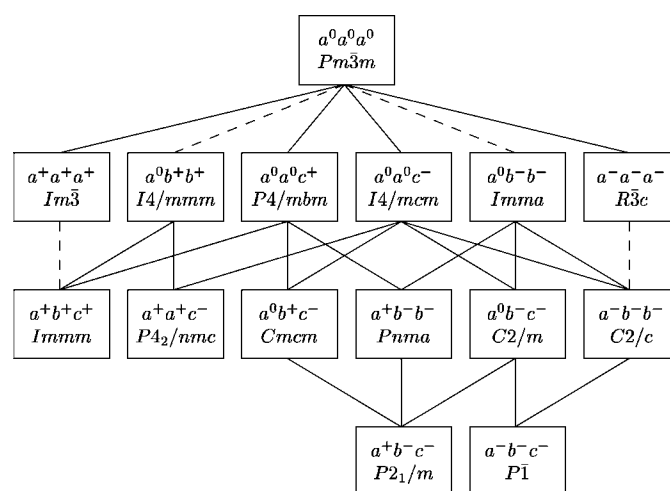 a⁰a⁰a⁰
Pm3̄m
a⁺a⁺a⁺
Im3̄
a⁰b⁺b⁺
I4/mmm
a⁰a⁰c⁺
P4/mbm
a⁰a⁰c⁻
I4/mcm
a⁰b⁻b⁻
Imma
a⁻a⁻a⁻
R3̄c
a⁺b⁺c⁺
Immm
a⁺a⁺c⁻
P4₂/nmc
a⁰b⁺c⁻
Cmcm
a⁺b⁻b⁻
Pnma
a⁰b⁻c⁻
C2/m
a⁻b⁻b⁻
C2/c
a⁺b⁻c⁻
P2₁/m
a⁻b⁻c⁻
P1̄